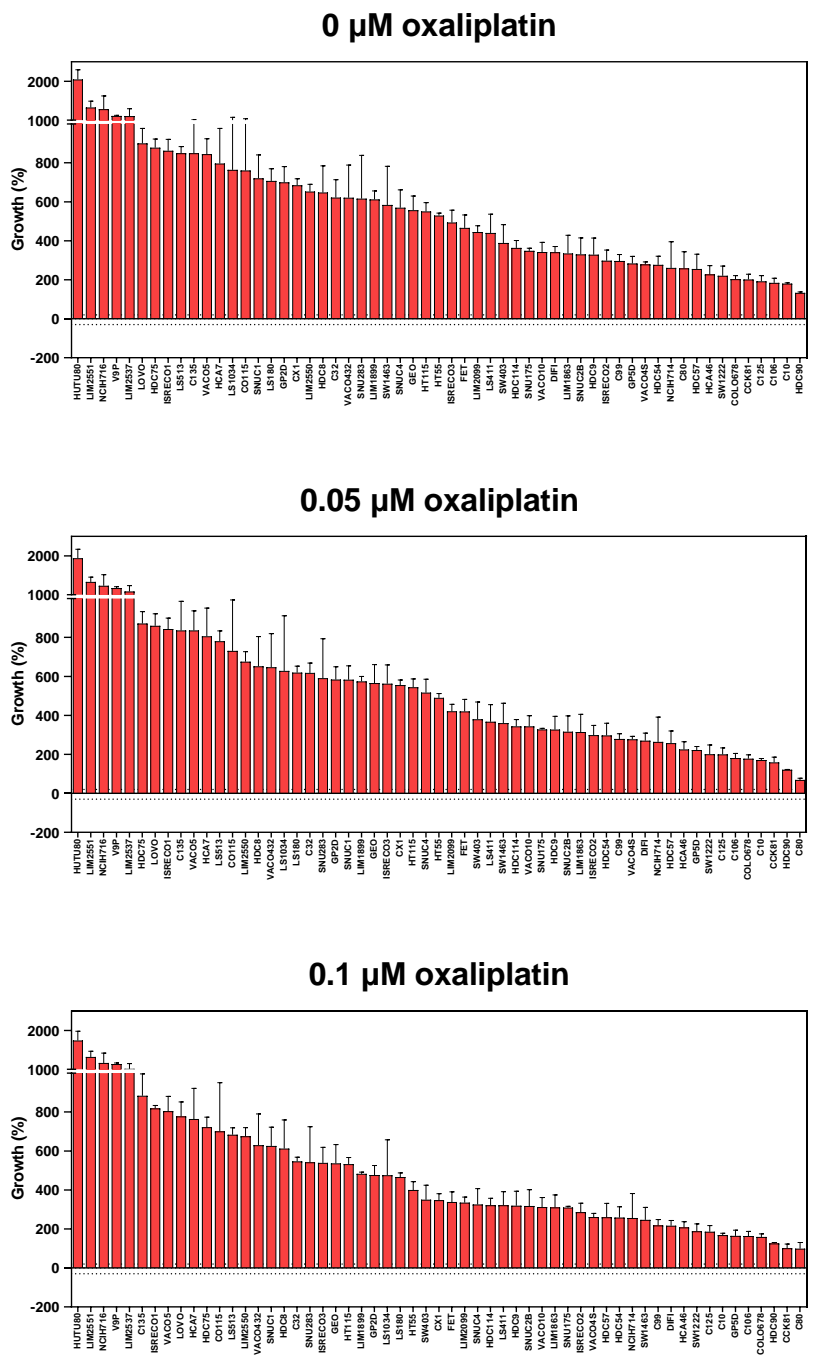 0 µM oxaliplatin
2000
1000
800
600
400
200
0
-200
Growth (%)
HUTU80 LIM2551 NCIH716 V9P LIM2537 LOVO HDC75 ISRECO1 LS513 C135 VACO5 HCA7 LS1034 CO115 SNUC1 LS180 GP2D CX1 LIM2550 HDC8 C32 VACO432 SNU283 LIM1899 SW1463 SNUC4 GEO HT115 HT55 ISRECO3 FET LIM2099 LS411 SW403 HDC114 SNU175 VACO10 DIFI LIM1863 SNUC2B HDC9 ISRECO2 C99 GP5D VACO4S HDC54 NCIH714 C80 HDC57 HCA46 SW1222 COLO678 CCK81 C125 C106 C10 HDC90
0.05 µM oxaliplatin
2000
1000
800
600
400
200
0
-200
Growth (%)
HUTU80 LIM2551 NCIH716 V9P LIM2537 HDC75 LOVO ISRECO1 C135 VACO5 HCA7 LS513 CO115 LIM2550 HDC8 VACO432 LS1034 LS180 C32 SNU283 GP2D SNUC1 LIM1899 GEO ISRECO3 CX1 HT115 SNUC4 HT55 LIM2099 FET SW403 LS411 SW1463 HDC114 VACO10 SNU175 HDC9 SNUC2B LIM1863 ISRECO2 HDC54 C99 VACO4S DIFI NCIH714 HDC57 HCA46 GP5D SW1222 C125 C106 COLO678 C10 CCK81 HDC90 C80
0.1 µM oxaliplatin
2000
1000
800
600
400
200
0
-200
Growth (%)
HUTU80 LIM2551 NCIH716 V9P LIM2537 C135 ISRECO1 VACO5 LOVO HCA7 HDC75 CO115 LS513 LIM2550 VACO432 SNUC1 HDC8 C32 SNU283 ISRECO3 GEO HT115 LIM1899 GP2D LS1034 LS180 HT55 SW403 CX1 FET LIM2099 SNUC4 HDC114 LS411 HDC9 SNUC2B VACO10 LIM1863 SNU175 ISRECO2 VACO4S HDC57 HDC54 NCIH714 SW1463 C99 DIFI HCA46 SW1222 C125 C10 GP5D C106 COLO678 HDC90 CCK81 C80